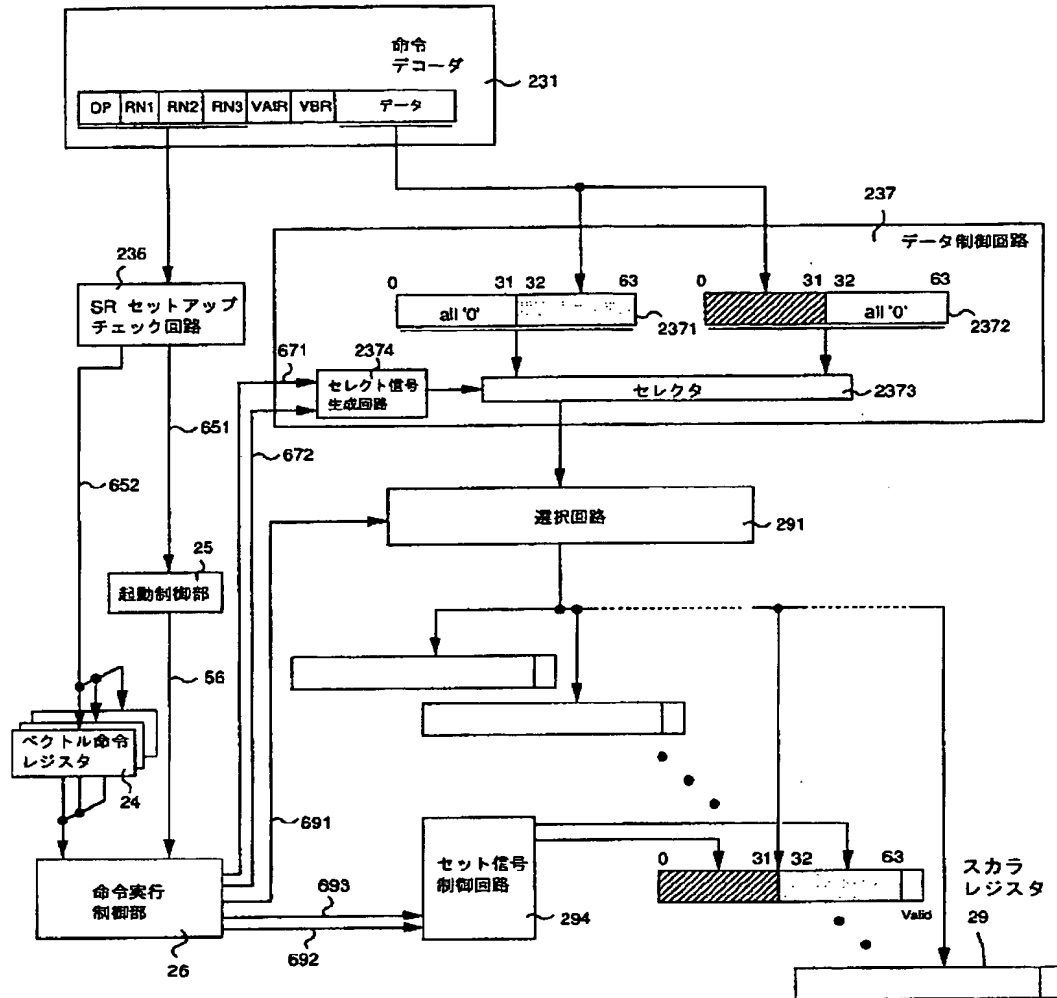 命令
デコーダ
231
OP RN1 RN2 RN3 VAIR VBR データ
237
データ制御回路
236
SR セットアップ
チェック回路
0 31 32 63
all '0'
2371
0 31 32 63
all '0'
2372
671
2374
セレクト信号
生成回路
セレクタ
2373
651
672
652
選択回路
291
25
起動制御部
56
ベクトル命令
レジスタ
24
691
セット信号
制御回路
294
0 31 32 63
Valid
スカラ
レジスタ
29
命令実行
制御部
26
693
692